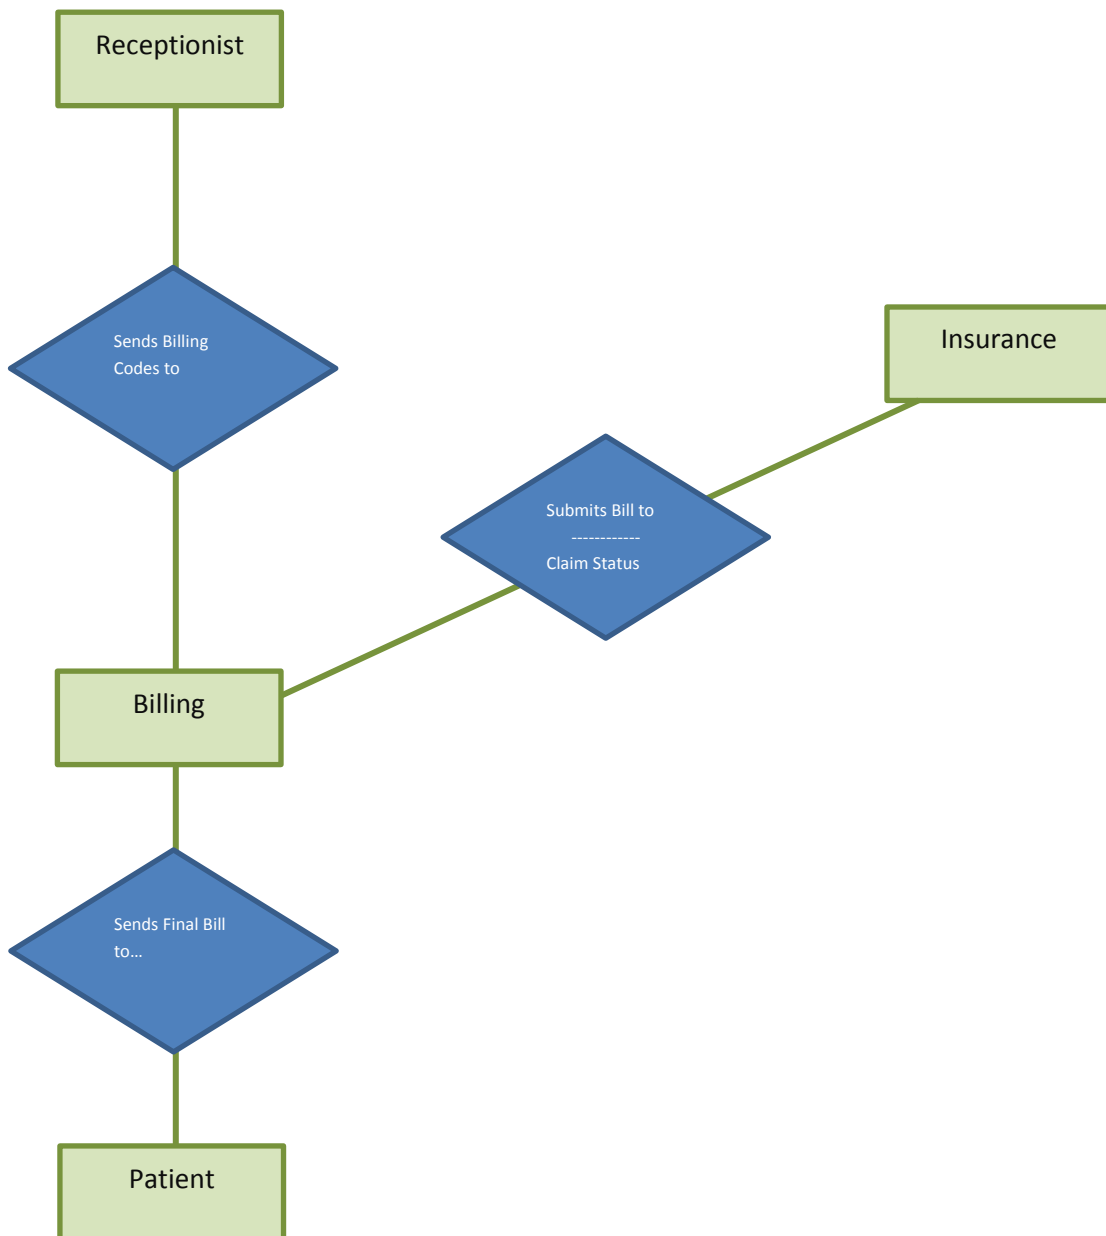 Receptionist
Sends Billing
Codes to
Insurance
Submits Bill to
------------
Claim Status
Billing
Sends Final Bill
to…
Patient